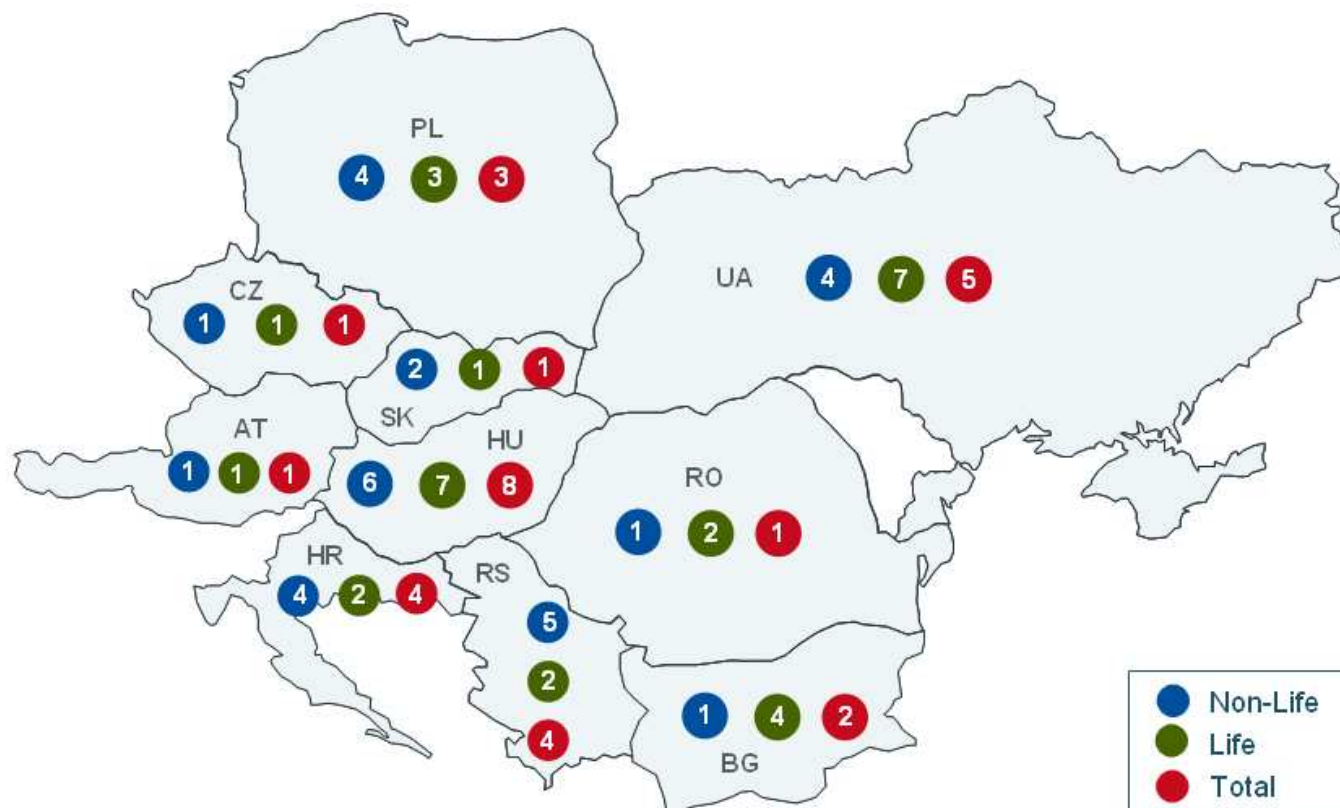 PL
4 3 3
UA 4 7 5
CZ
1 1 1
2 1 1
SK
AT
1 1 1
HU
6 7 8
RO
1 2 1
HR
4 2 4
RS
5
2
4
1 4 2
BG
Non-Life
Life
Total